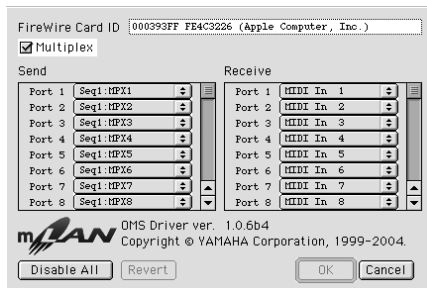 FireWire Card ID 000393FF FE4C3226 (Apple Computer, Inc.)
Multiplex
Send Receive
Port 1 Seq1:MPX1 Port 1 MIDI In 1
Port 2 Seq1:MPX2 Port 2 MIDI In 2
Port 3 Seq1:MPX3 Port 3 MIDI In 3
Port 4 Seq1:MPX4 Port 4 MIDI In 4
Port 5 Seq1:MPX5 Port 5 MIDI In 5
Port 6 Seq1:MPX6 Port 6 MIDI In 6
Port 7 Seq1:MPX7 Port 7 MIDI In 7
Port 8 Seq1:MPX8 Port 8 MIDI In 8
mLAN OMS Driver ver. 1.0.6b4
Copyright © YAMAHA Corporation, 1999-2004.
Disable All Revert OK Cancel